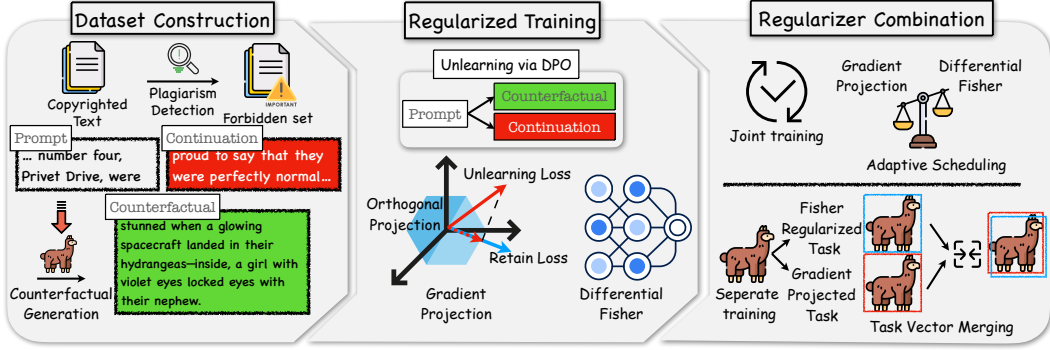 Dataset Construction
Copyrighted
Text
Plagiarism
Detection
IMPORTANT
Forbidden set
Prompt
... number four,
Privet Drive, were
Continuation
proud to say that they
were perfectly normal...
Counterfactual
Generation
Counterfactual
stunned when a glowing
spacecraft landed in their
hydrangeas—inside, a girl with
violet eyes locked eyes with
their nephew.
Regularized Training
Unlearning via DPO
Prompt
Counterfactual
Continuation
Unlearning Loss
Orthogonal
Projection
Retain Loss
Gradient
Projection
Differential
Fisher
Regularizer Combination
Joint training
Gradient
Projection
Differential
Fisher
Adaptive Scheduling
Seperate
training
Fisher
Regularized
Task
Gradient
Projected
Task
Task Vector Merging